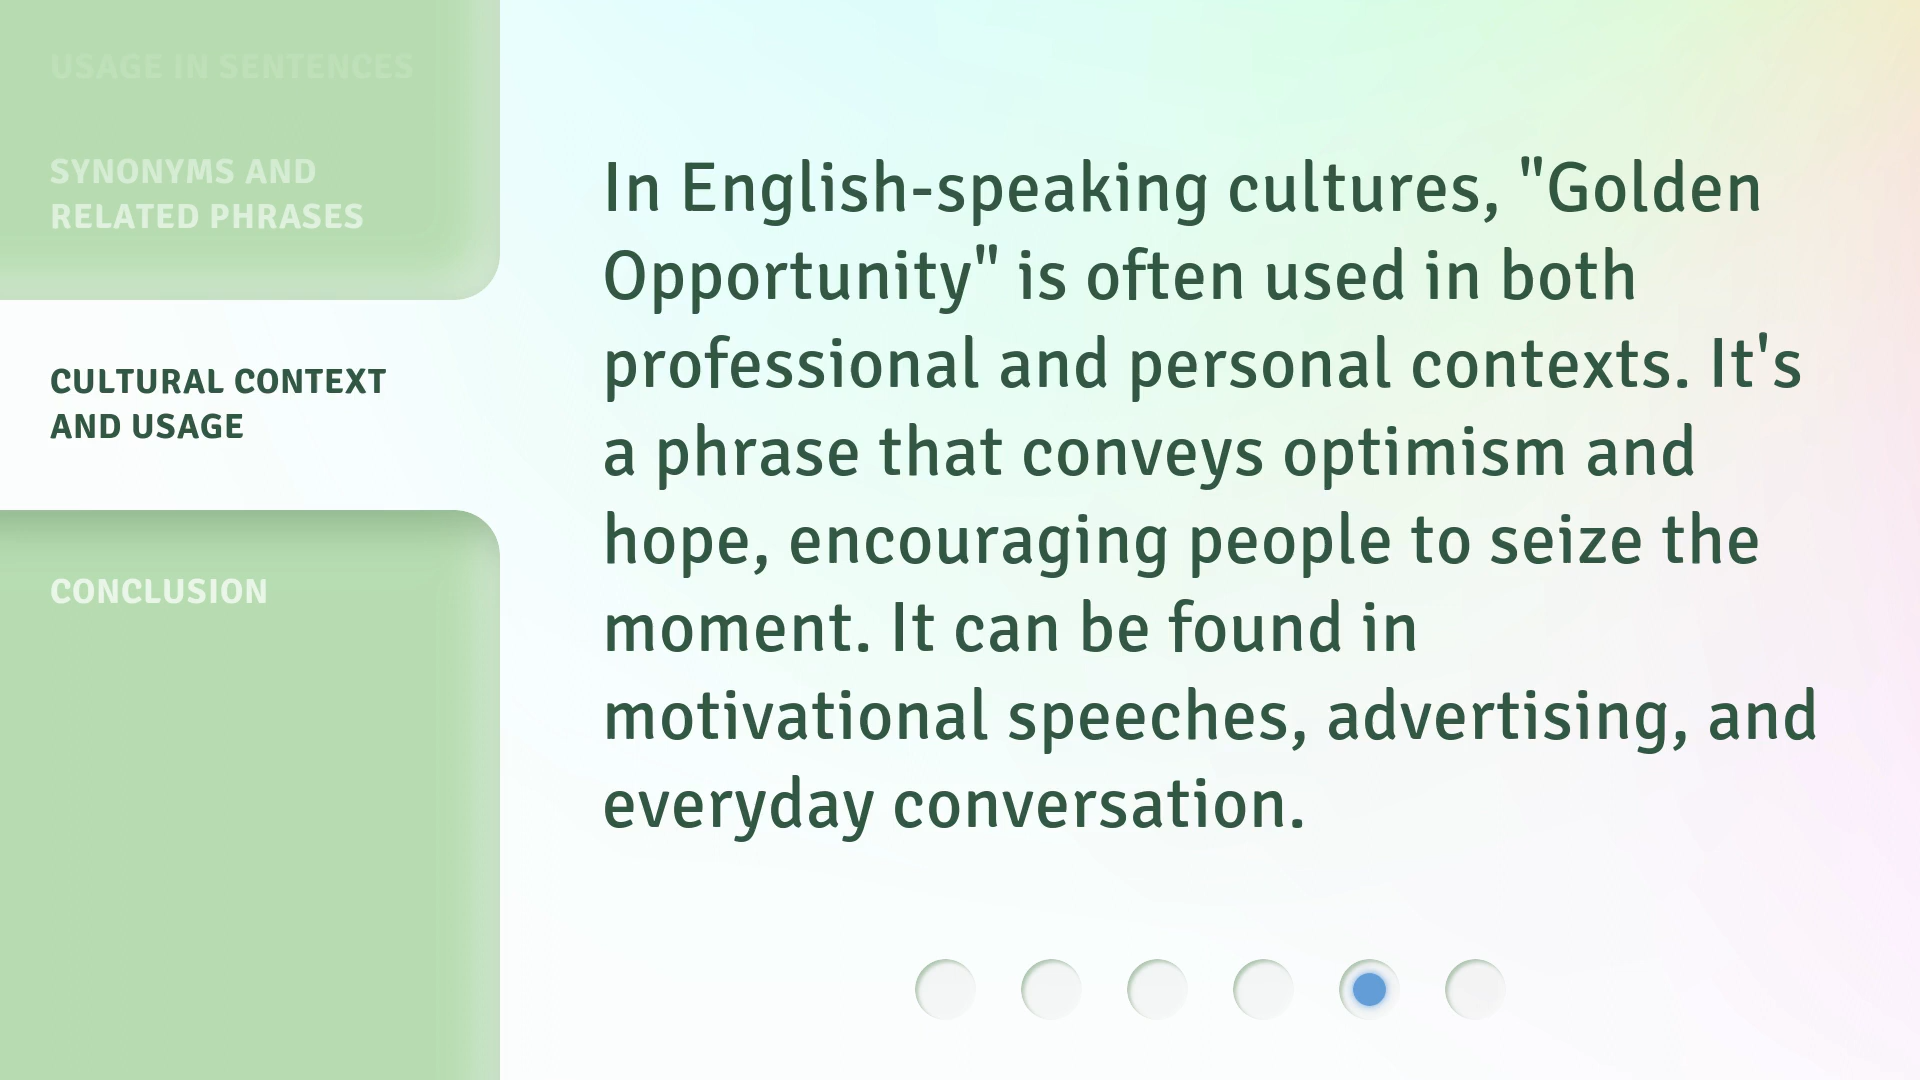 USAGE IN SENTENCES
SYNONYMS AND
RELATED PHRASES
CULTURAL CONTEXT
AND USAGE
CONCLUSION
In English-speaking cultures, "Golden
Opportunity" is often used in both
professional and personal contexts. It's
a phrase that conveys optimism and
hope, encouraging people to seize the
moment. It can be found in
motivational speeches, advertising, and
everyday conversation.